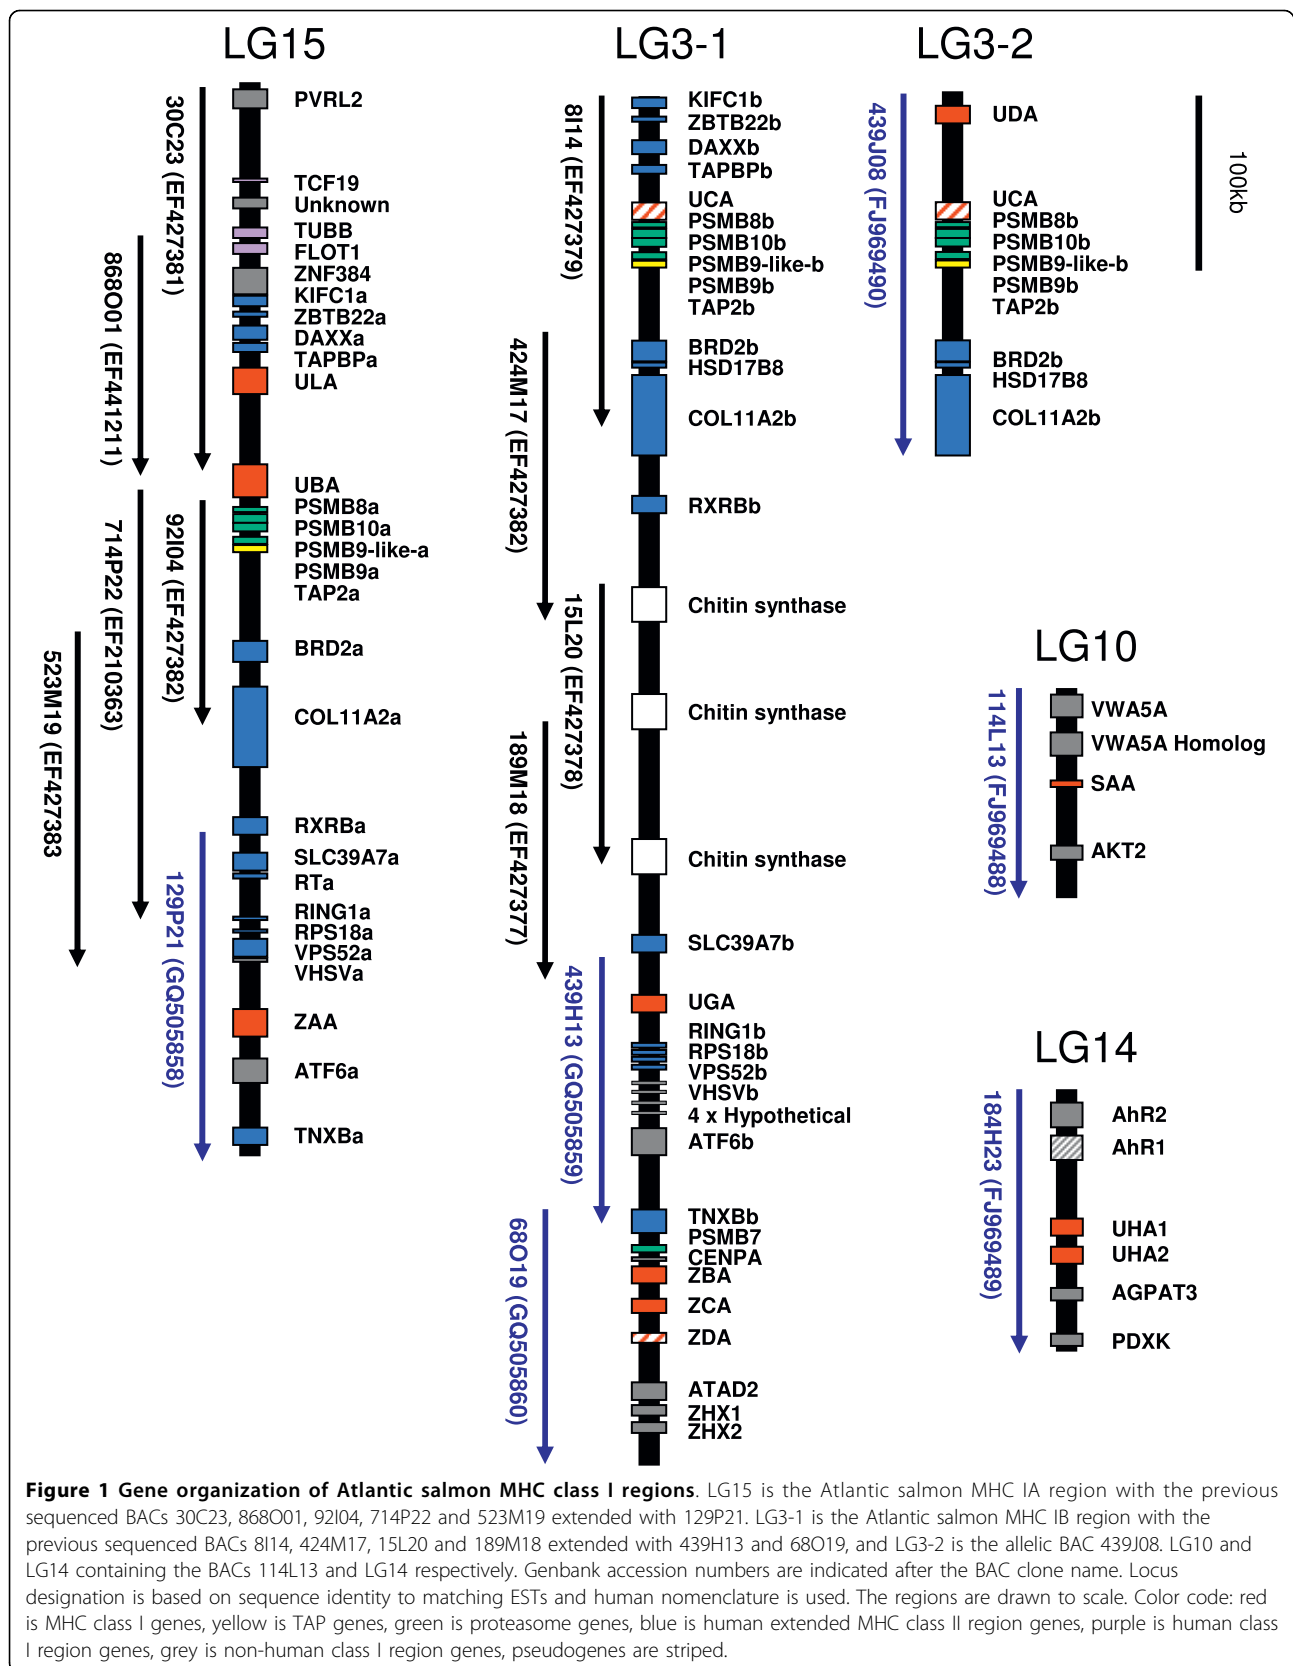 LG15
LG3-1
LG3-2
30C23 (EF427381)
868O01 (EF441211)
92I04 (EF427382)
714P22 (EF210363)
523M19 (EF427383
129P21 (GQ505858)
PVRL2
TCF19
Unknown
TUBB
FLOT1
ZNF384
KIFC1a
ZBTB22a
DAXXa
TAPBPa
ULA
UBA
PSMB8a
PSMB10a
PSMB9-like-a
PSMB9a
TAP2a
BRD2a
COL11A2a
RXRBa
SLC39A7a
RTa
RING1a
RPS18a
VPS52a
VHSVa
ZAA
ATF6a
TNXBa
8I14 (EF427379)
424M17 (EF427382)
15L20 (EF427378)
189M18 (EF427377)
439H13 (GQ505859)
68O19 (GQ505860)
KIFC1b
ZBTB22b
DAXXb
TAPBPb
UCA
PSMB8b
PSMB10b
PSMB9-like-b
PSMB9b
TAP2b
BRD2b
HSD17B8
COL11A2b
RXRBb
Chitin synthase
Chitin synthase
Chitin synthase
SLC39A7b
UGA
RING1b
RPS18b
VPS52b
VHSVb
4 x Hypothetical
ATF6b
TNXBb
PSMB7
CENPA
ZBA
ZCA
ZDA
ATAD2
ZHX1
ZHX2
439J08 (FJ969490)
UDA
UCA
PSMB8b
PSMB10b
PSMB9-like-b
PSMB9b
TAP2b
BRD2b
HSD17B8
COL11A2b
100kb
LG10
114L13 (FJ969488)
VWA5A
VWA5A Homolog
SAA
AKT2
LG14
184H23 (FJ969489)
AhR2
AhR1
UHA1
UHA2
AGPAT3
PDXK
Figure 1 Gene organization of Atlantic salmon MHC class I regions. LG15 is the Atlantic salmon MHC IA region with the previous
sequenced BACs 30C23, 868O01, 92I04, 714P22 and 523M19 extended with 129P21. LG3-1 is the Atlantic salmon MHC IB region with the
previous sequenced BACs 8I14, 424M17, 15L20 and 189M18 extended with 439H13 and 68O19, and LG3-2 is the allelic BAC 439J08. LG10 and
LG14 containing the BACs 114L13 and LG14 respectively. Genbank accession numbers are indicated after the BAC clone name. Locus
designation is based on sequence identity to matching ESTs and human nomenclature is used. The regions are drawn to scale. Color code: red
is MHC class I genes, yellow is TAP genes, green is proteasome genes, blue is human extended MHC class II region genes, purple is human class
I region genes, grey is non-human class I region genes, pseudogenes are striped.